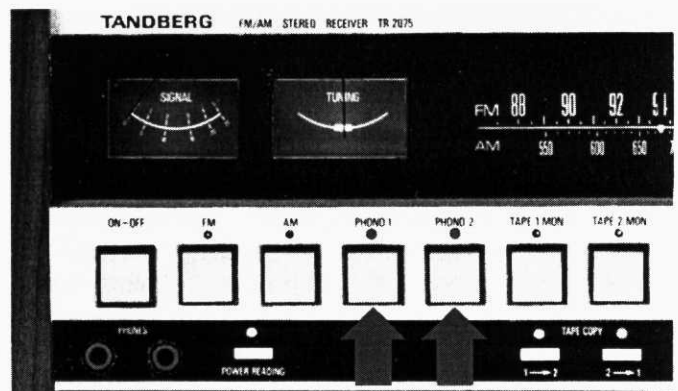 TANDBERG FM/AM STEREO RECEIVER TR 2075
SIGNAL
TUNING
FM 88 90 92
AM 550 600 650
ON-OFF FM AM PHONO 1 PHONO 2 TAPE 1 MON TAPE 2 MON
PHONES
TAPE COPY
POWER READING
1→2 2→1